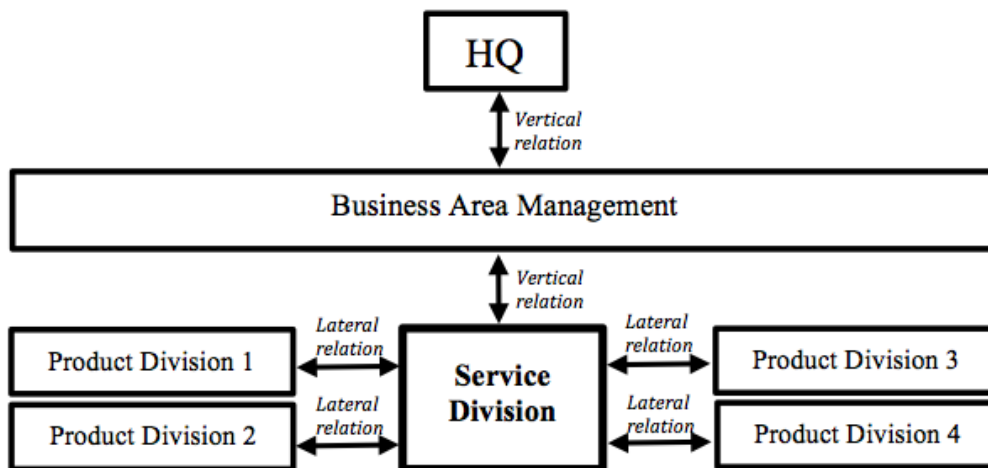 HQ
Vertical
relation
Business Area Management
Vertical
relation
Lateral
relation
Lateral
relation
Product Division 1
Service
Division
Product Division 3
Lateral
relation
Lateral
relation
Product Division 2
Product Division 4